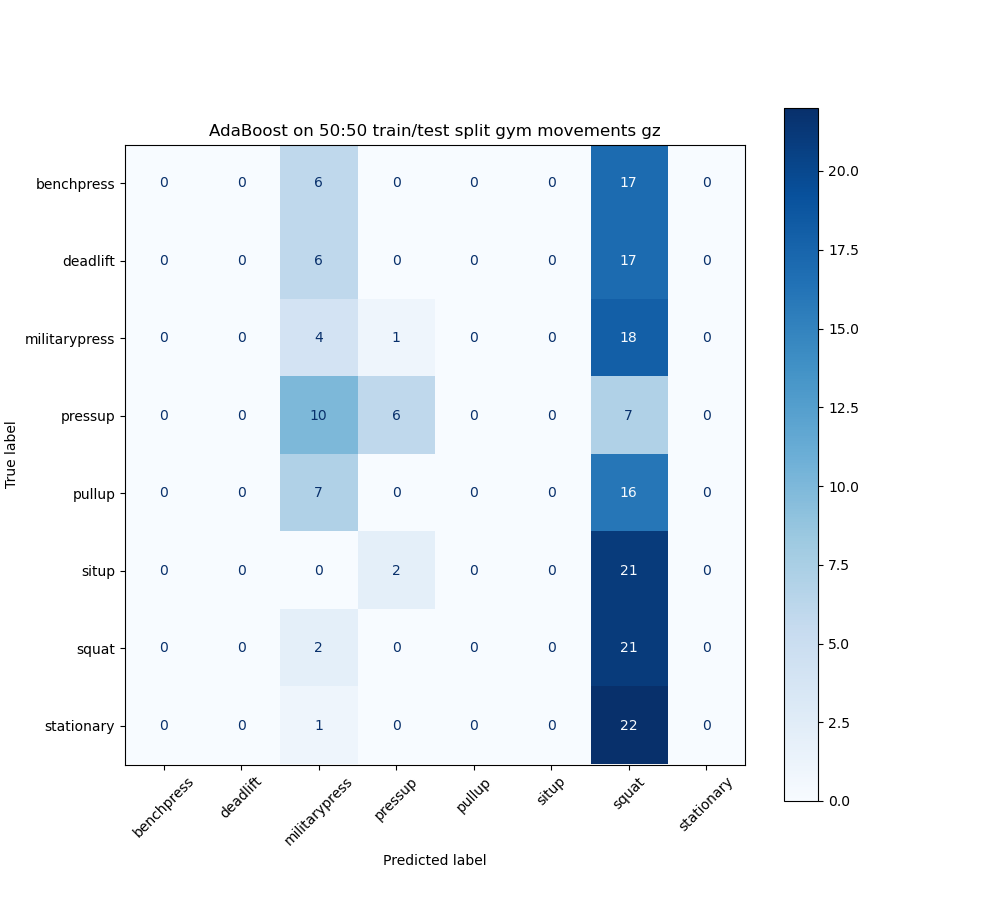 AdaBoost on 50:50 train/test split gym movements gz
benchpress 0 0 6 0 0 0 17 0
deadlift 0 0 6 0 0 0 17 0
militarypress 0 0 4 1 0 0 18 0
pressup 0 0 10 6 0 0 7 0
pullup 0 0 7 0 0 0 16 0
situp 0 0 0 2 0 0 21 0
squat 0 0 2 0 0 0 21 0
stationary 0 0 1 0 0 0 22 0
True label
benchpress deadlift militarypress pressup pullup situp squat stationary
Predicted label
20.0
17.5
15.0
12.5
10.0
7.5
5.0
2.5
0.0